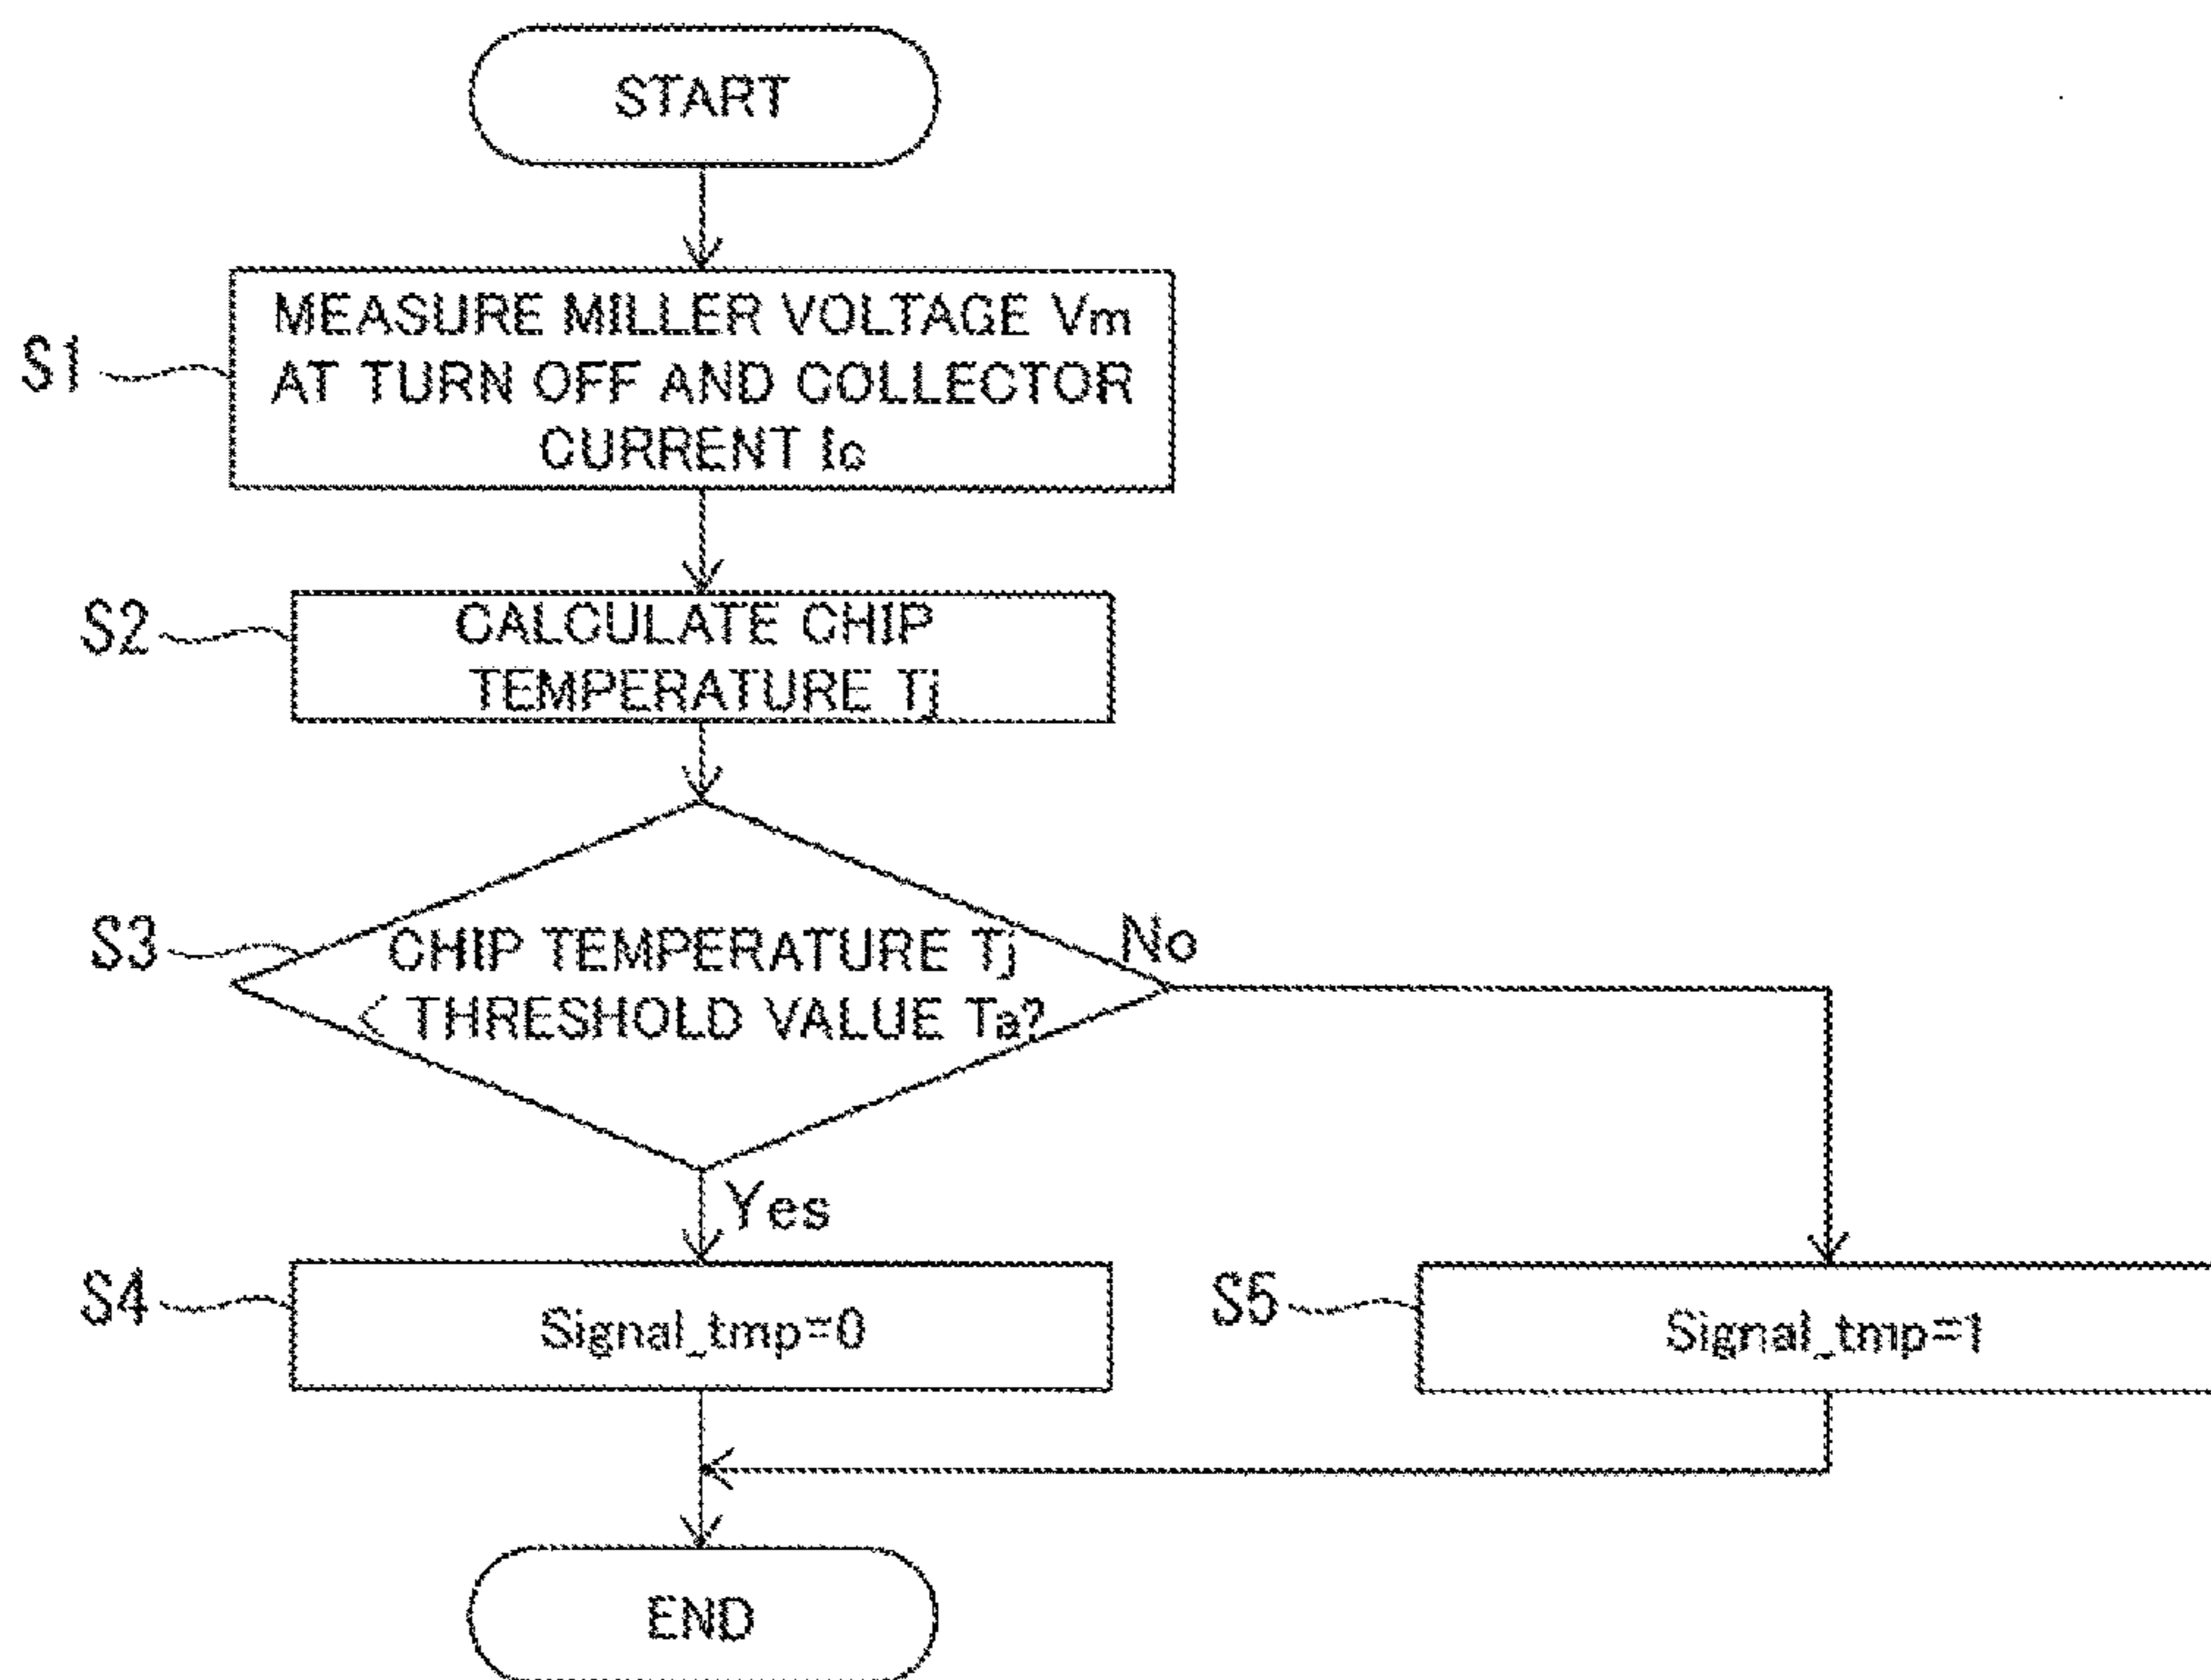 START
S1
MEASURE MILLER VOLTAGE Vm
AT TURN OFF AND COLLECTOR
CURRENT Ic
S2
CALCULATE CHIP
TEMPERATURE Tj
S3
CHIP TEMPERATURE Tj
< THRESHOLD VALUE Ta?
No
Yes
S4
Signal_tmp=0
S5
Signal_tmp=1
END